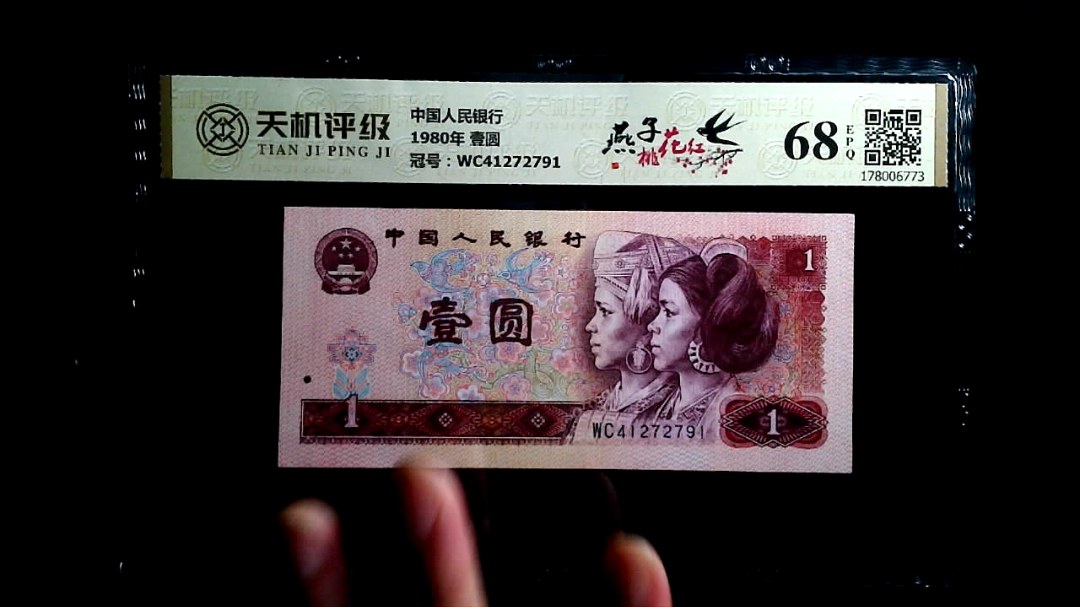 天机评级
TIAN JI PING JI
中国人民银行
1980年 壹圆
冠号：WC41272791
燕子
桃花红
68
EPQ
178006773
中国人民银行
1
壹圆
1
WC41272791
1